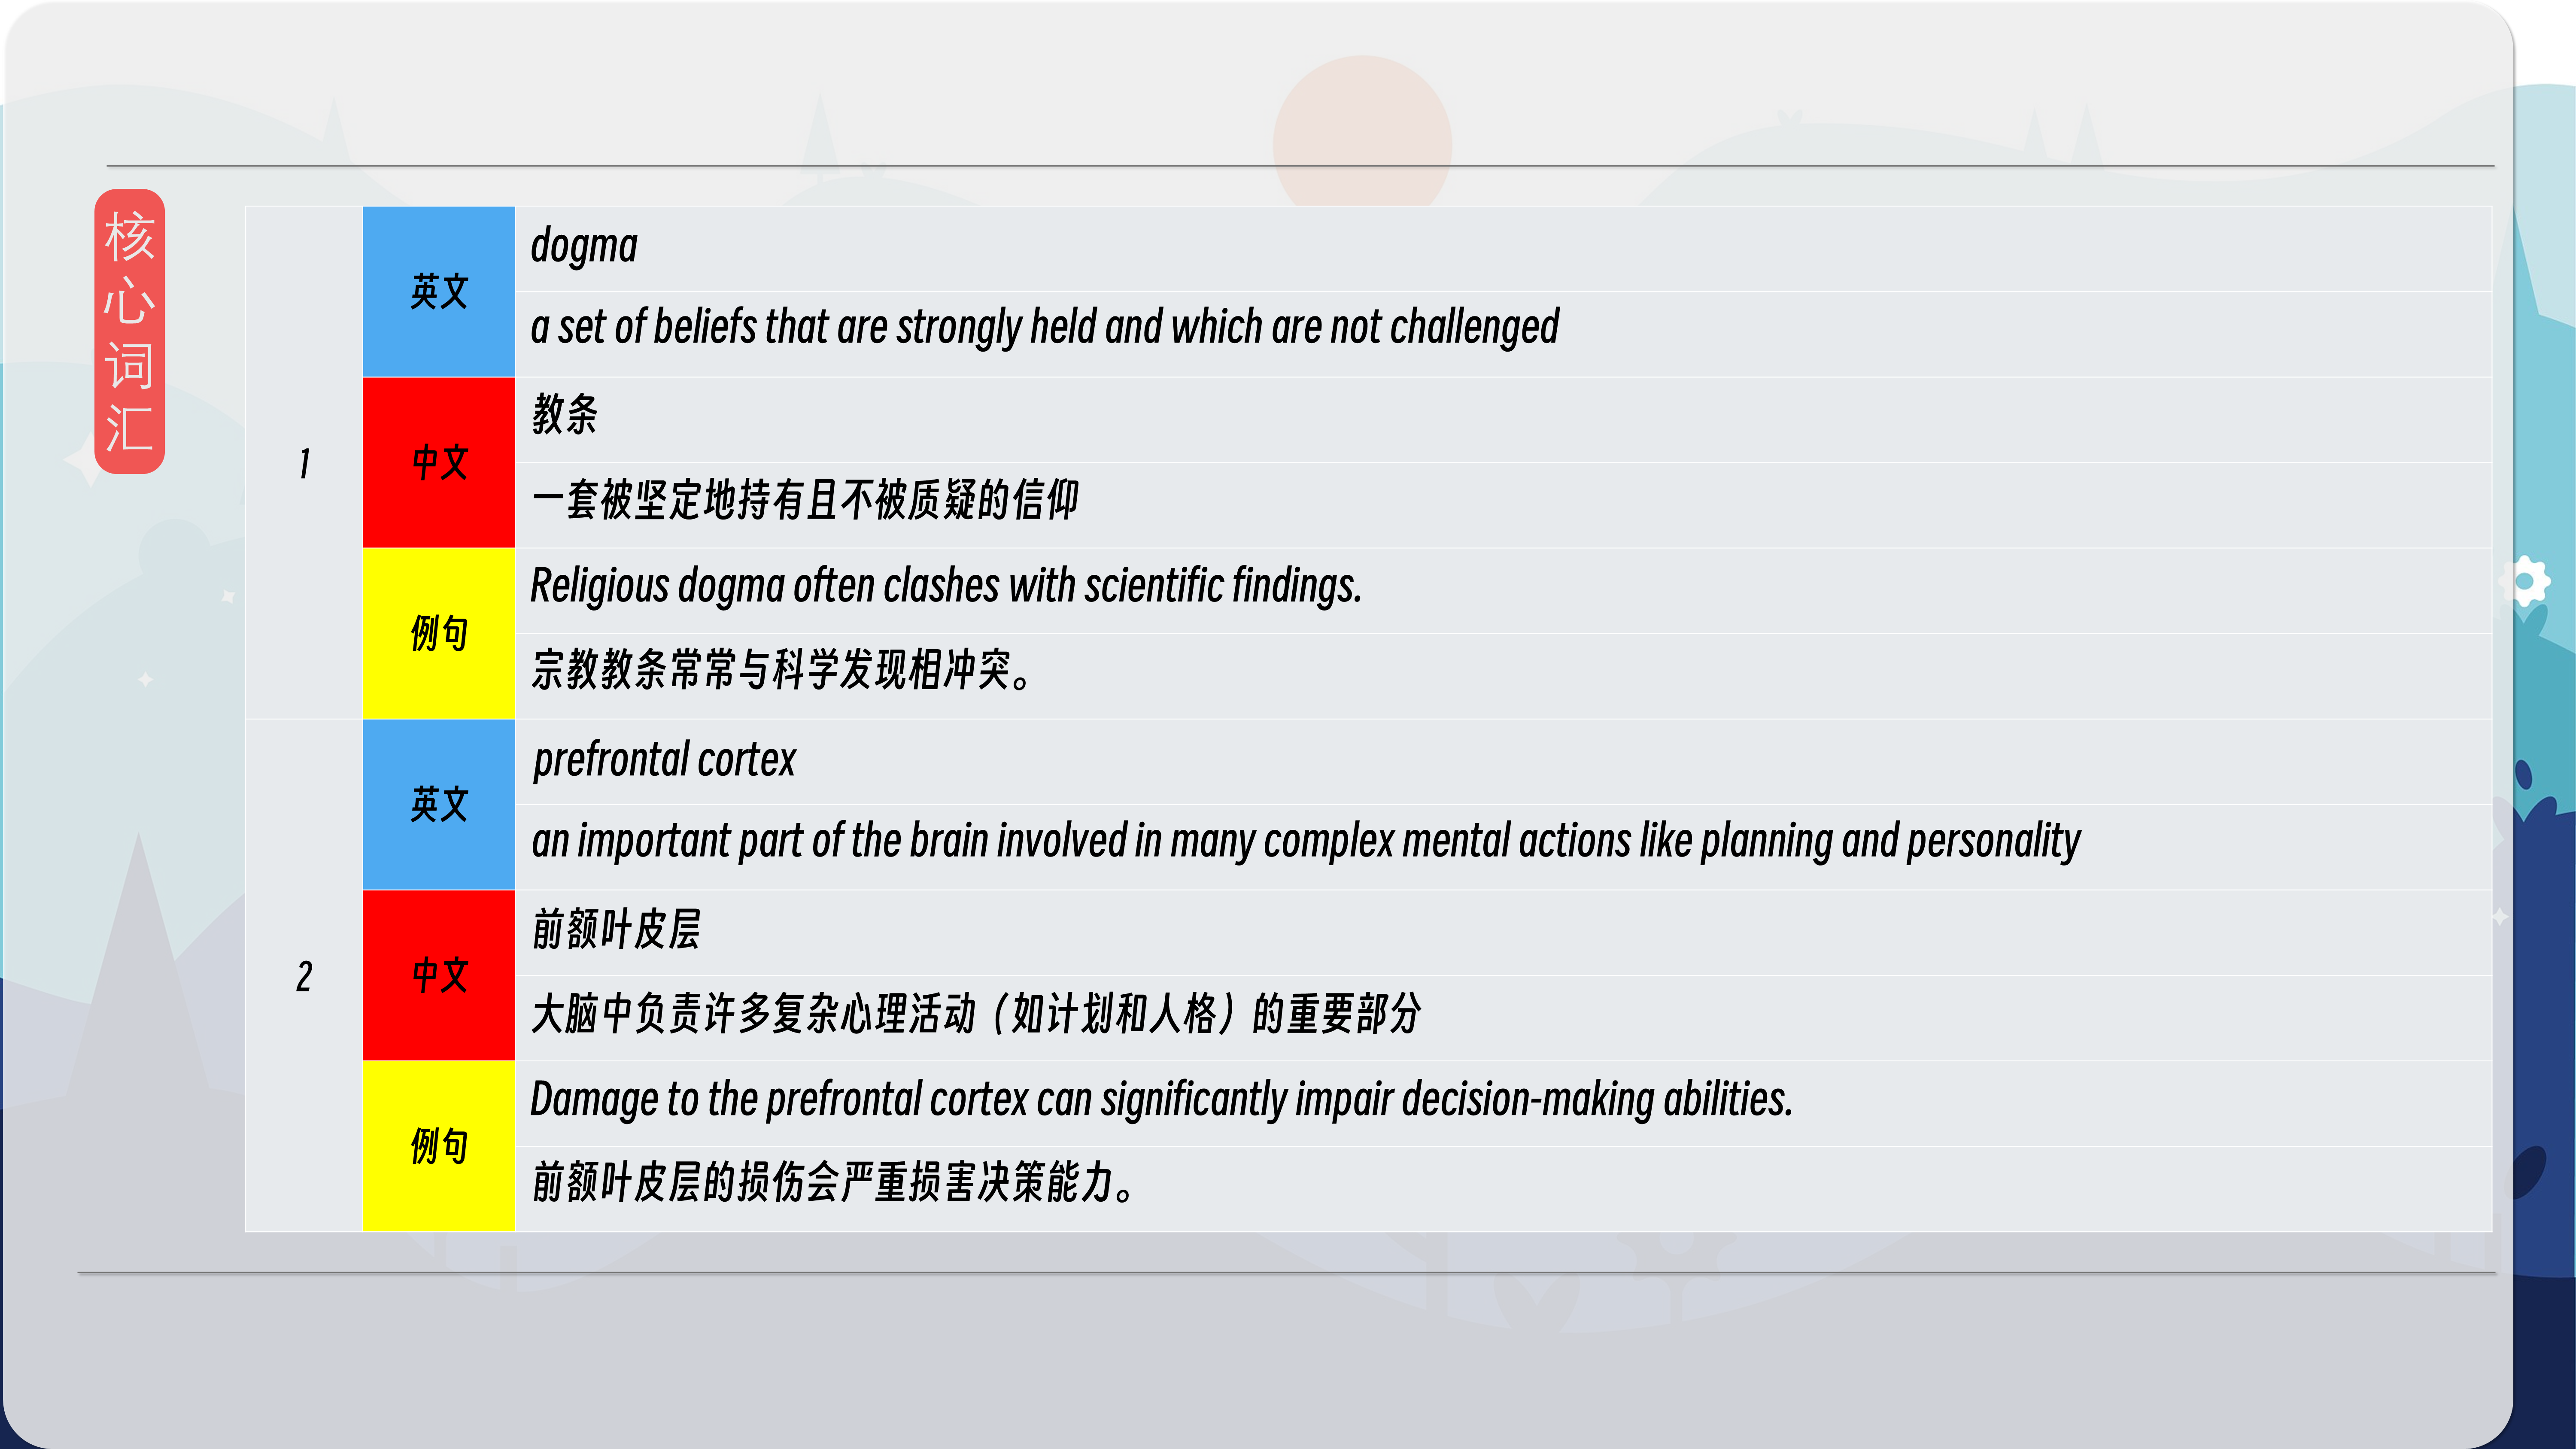 核心词汇
1
英文
dogma
a set of beliefs that are strongly held and which are not challenged
中文
教条
一套被坚定地持有且不被质疑的信仰
例句
Religious dogma often clashes with scientific findings.
宗教教条常常与科学发现相冲突。
2
英文
prefrontal cortex
an important part of the brain involved in many complex mental actions like planning and personality
中文
前额叶皮层
大脑中负责许多复杂心理活动（如计划和人格）的重要部分
例句
Damage to the prefrontal cortex can significantly impair decision-making abilities.
前额叶皮层的损伤会严重损害决策能力。